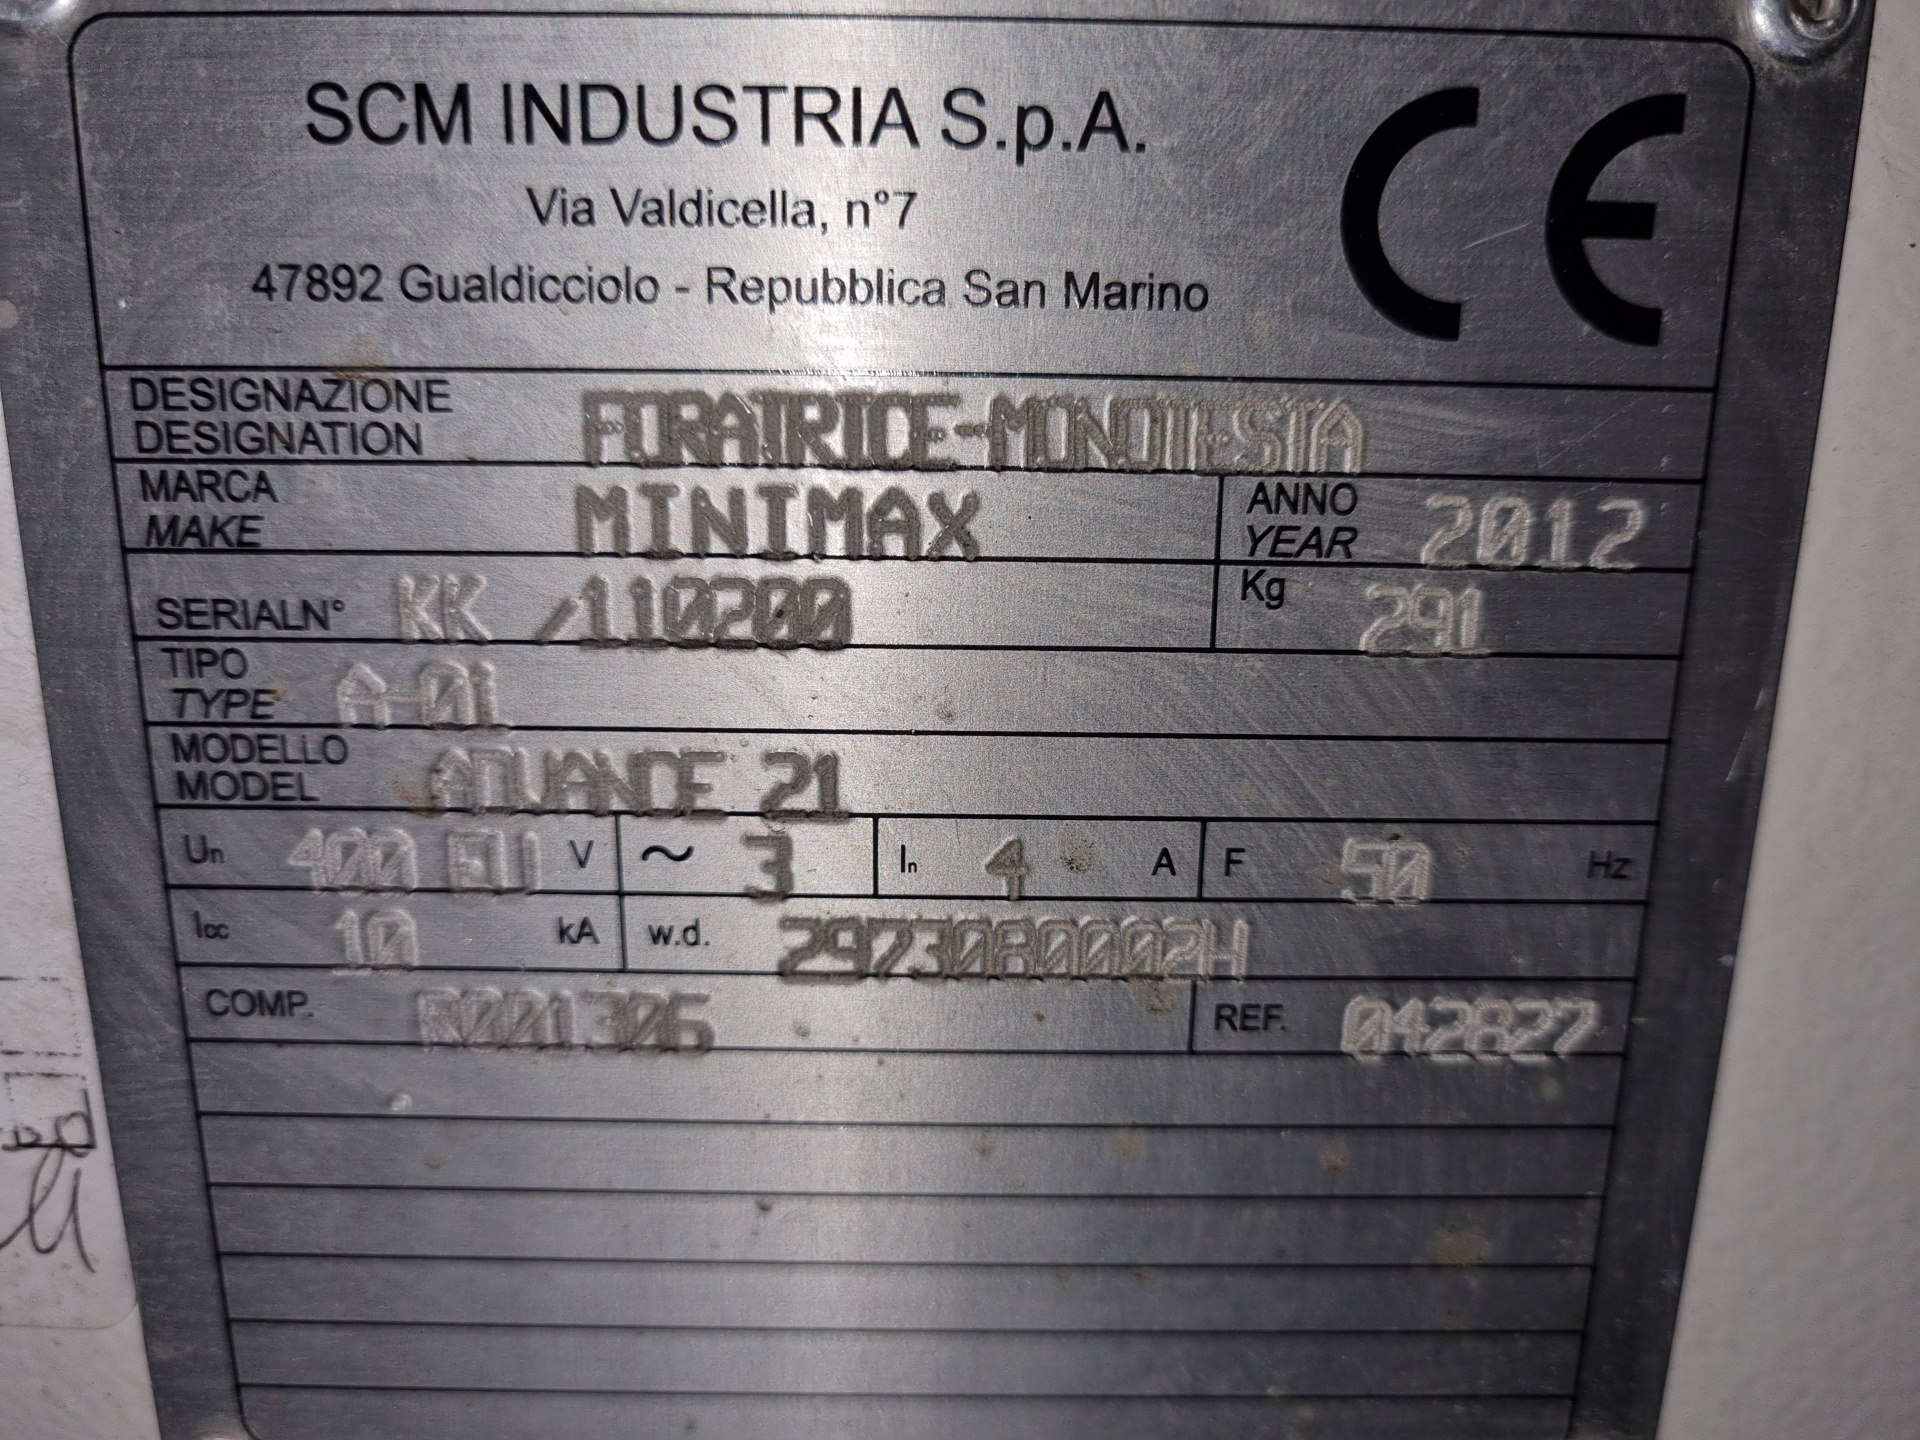 SCM INDUSTRIA S.p.A.
CE
Via Valdicella, n°7
47892 Gualdicciolo - Repubblica San Marino
DESIGNAZIONE
DESIGNATION FORATRICE-MONOTESTA
MARCA
MAKE MINIMAX
ANNO
YEAR 2012
SERIALN° KK /110200
Kg 291
TIPO
TYPE A-01
MODELLO
MODEL ADVANCE 21
Un 400 EU V ~ 3 In 4 A F 50 Hz
Icc 10 kA w.d. 2973080002H
COMP. R001306 REF. 042827